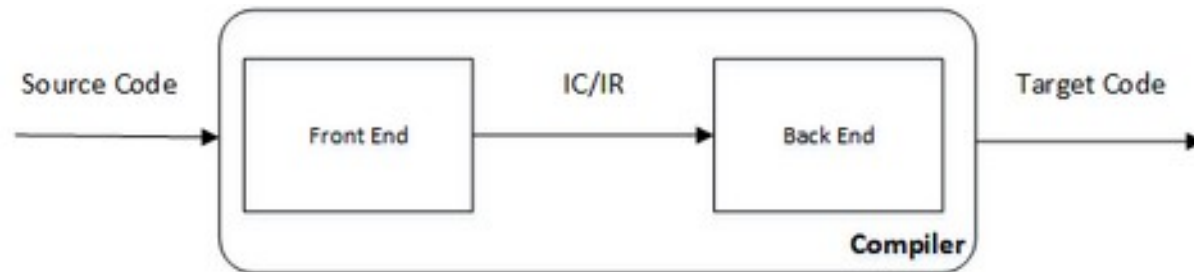 Source Code
IC/IR
Target Code
Front End
Back End
Compiler